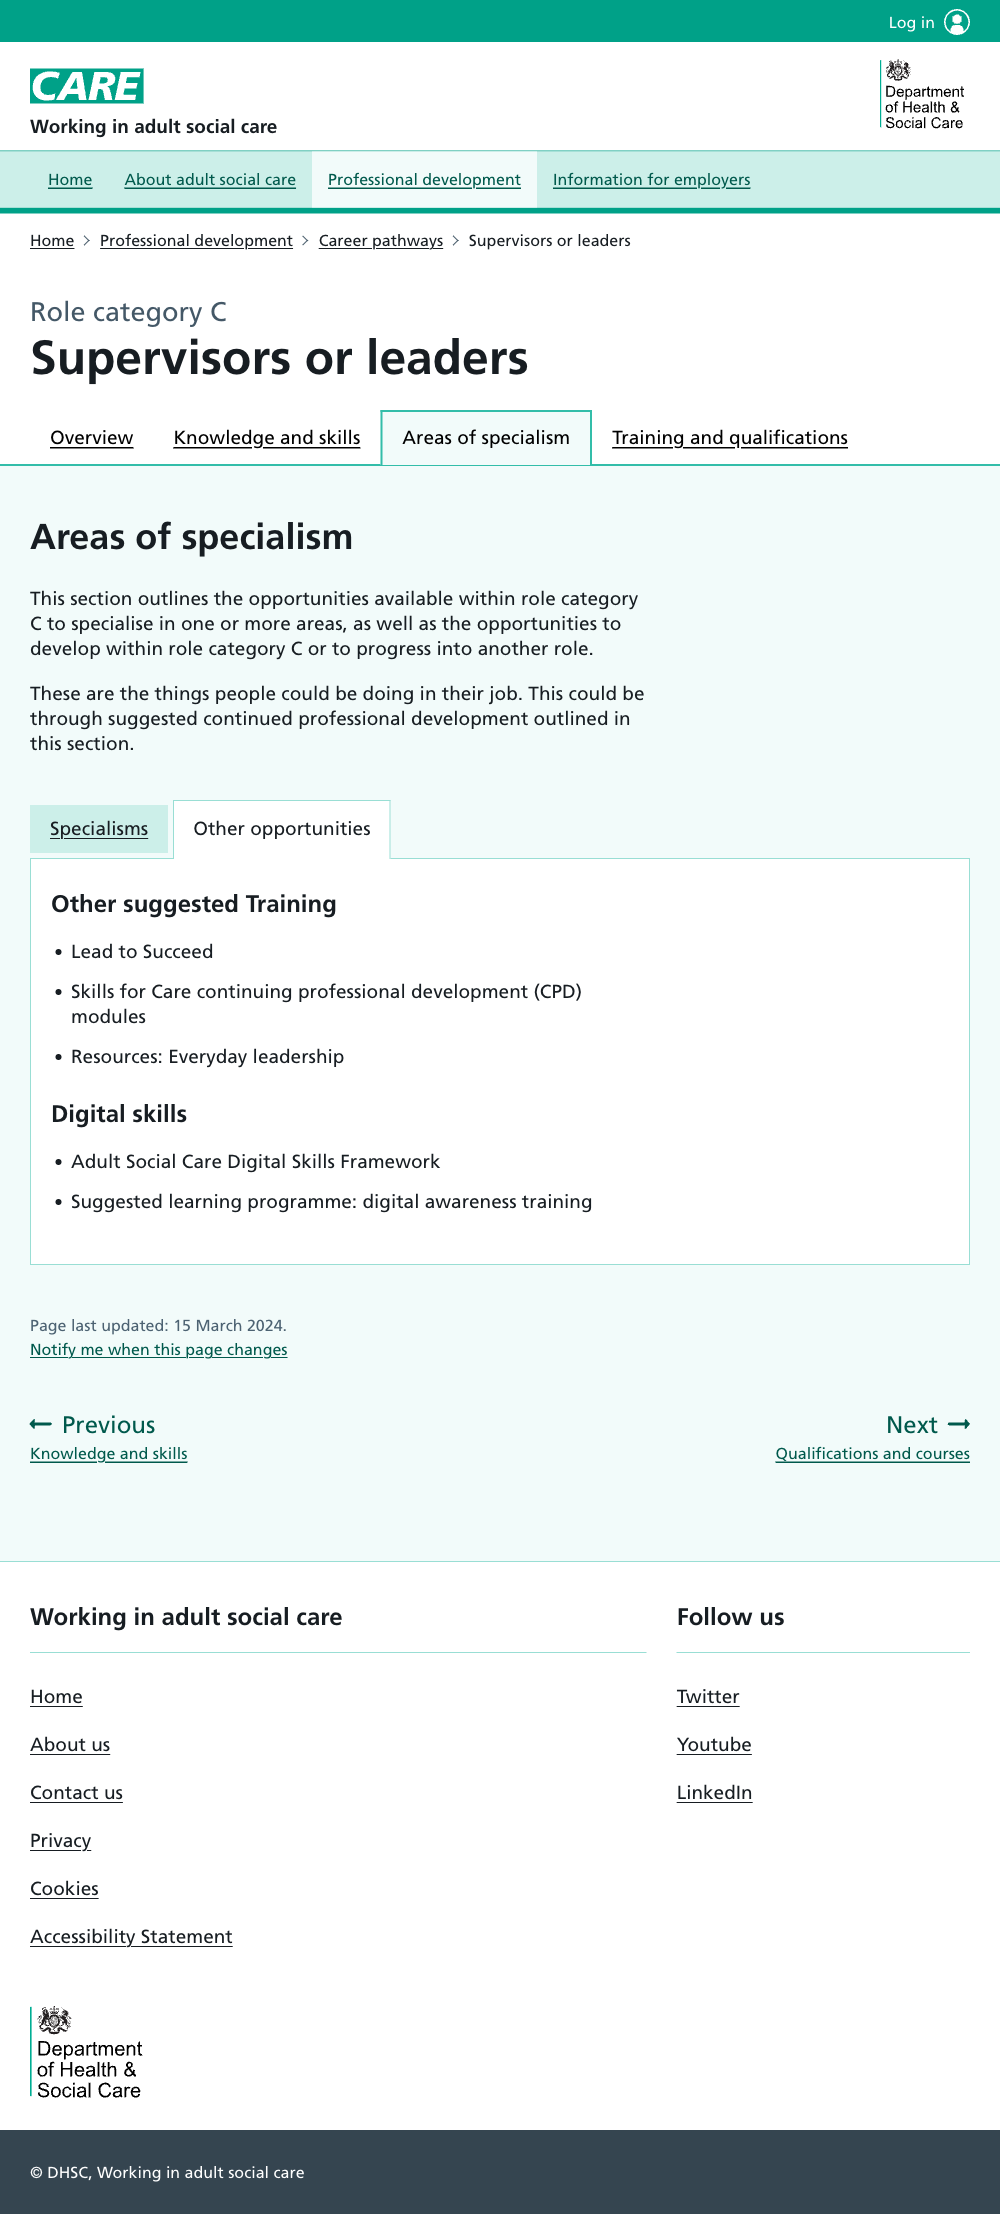 Log in
CARE
Working in adult social care
Department
of Health &
Social Care
Home
About adult social care
Professional development
Information for employers
Home
Professional development
Career pathways
Supervisors or leaders
Role category C
Supervisors or leaders
Overview
Knowledge and skills
Areas of specialism
Training and qualifications
Areas of specialism
This section outlines the opportunities available within role category
C to specialise in one or more areas, as well as the opportunities to
develop within role category C or to progress into another role.
These are the things people could be doing in their job. This could be
through suggested continued professional development outlined in
this section.
Specialisms
Other opportunities
Other suggested Training
• Lead to Succeed
• Skills for Care continuing professional development (CPD)
modules
• Resources: Everyday leadership
Digital skills
• Adult Social Care Digital Skills Framework
• Suggested learning programme: digital awareness training
Page last updated: 15 March 2024.
Notify me when this page changes
Previous
Knowledge and skills
Next
Qualifications and courses
Working in adult social care
Home
About us
Contact us
Privacy
Cookies
Accessibility Statement
Follow us
Twitter
Youtube
LinkedIn
Department
of Health &
Social Care
© DHSC, Working in adult social care